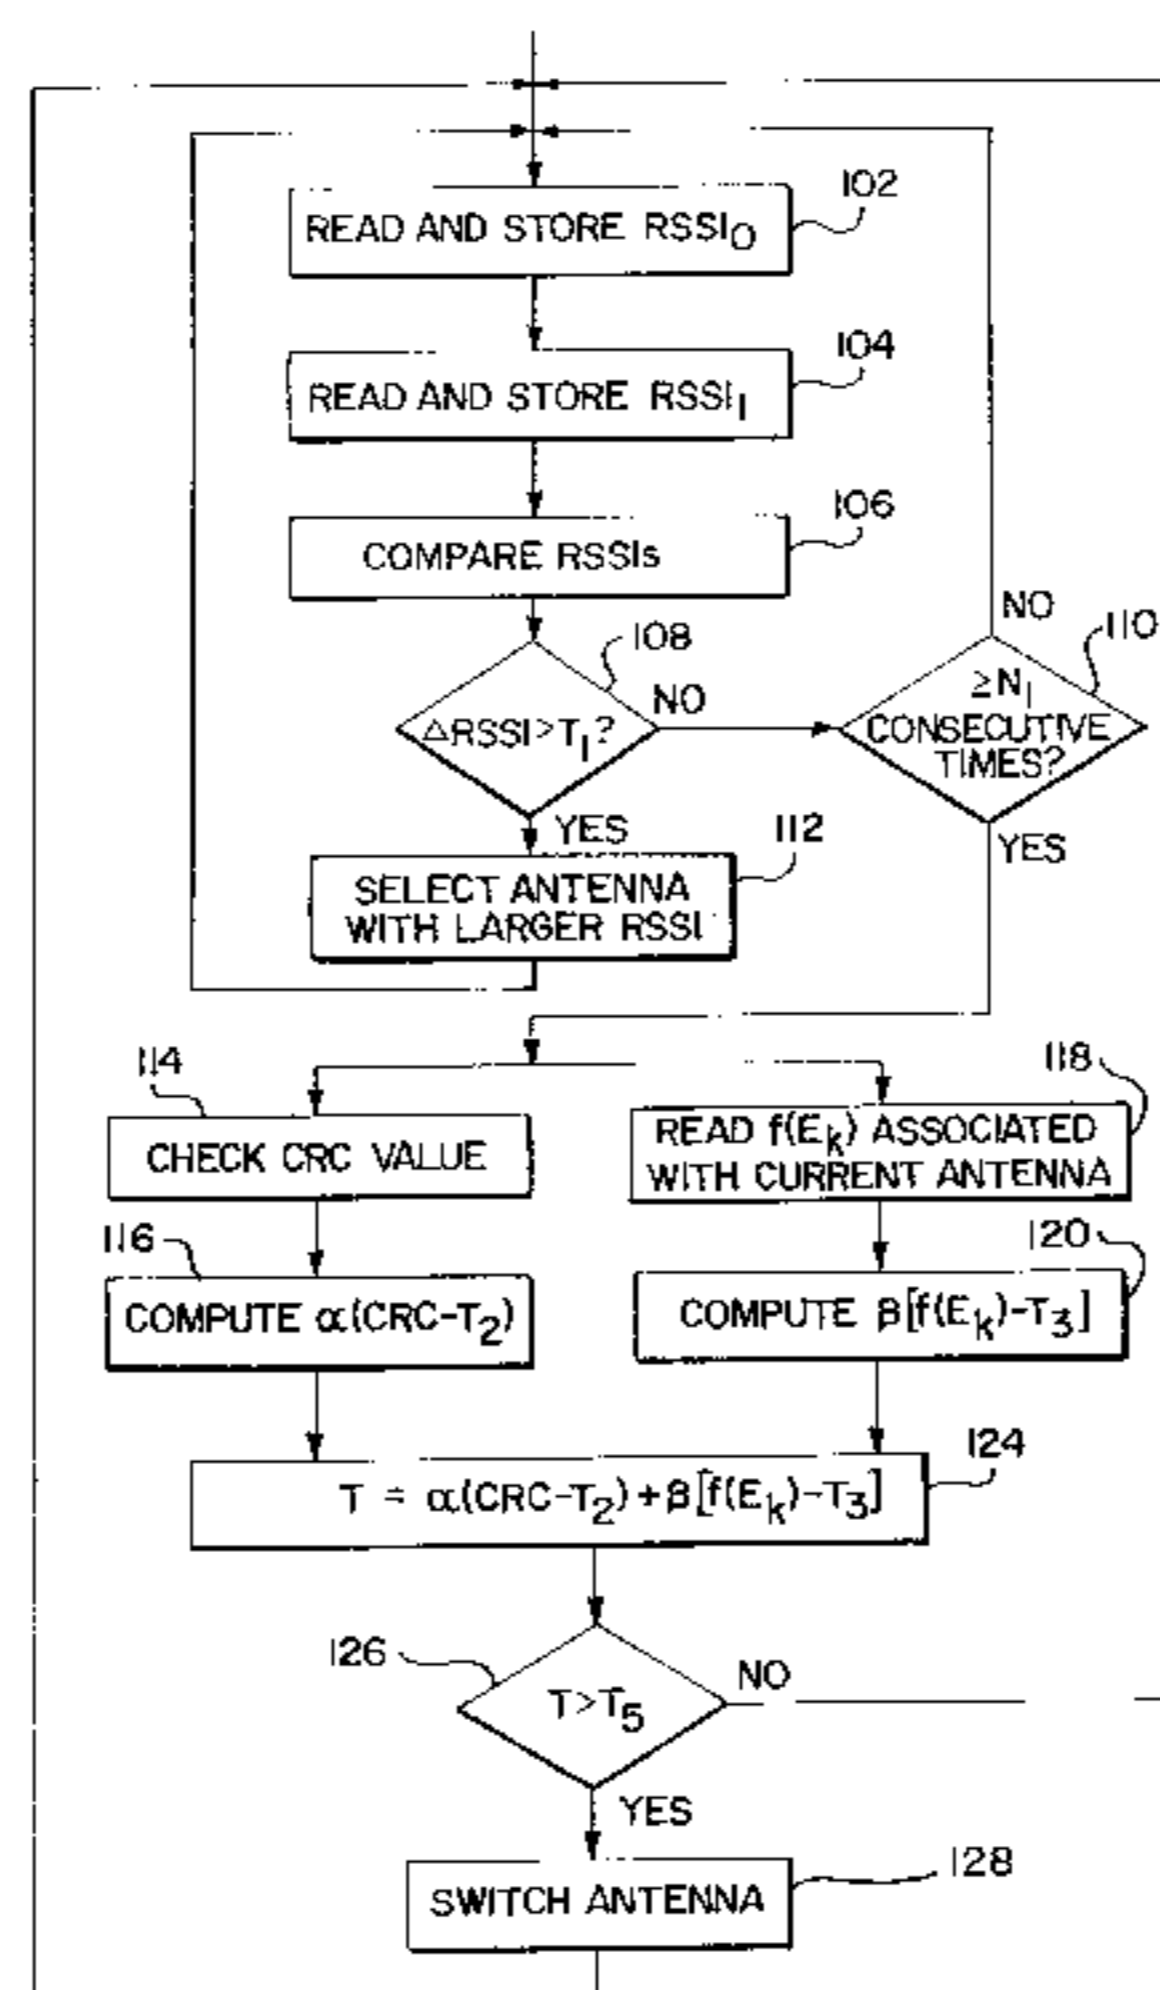 102
READ AND STORE RSSI0
104
READ AND STORE RSSI1
106
COMPARE RSSIs
108
ΔRSSI>T1?
NO
NO
110
≥N1
CONSECUTIVE
TIMES?
YES
YES
112
SELECT ANTENNA
WITH LARGER RSSI
114
CHECK CRC VALUE
118
READ f(Ek) ASSOCIATED
WITH CURRENT ANTENNA
116
COMPUTE α(CRC-T2)
120
COMPUTE β[f(Ek)-T3]
124
T = α(CRC-T2)+β[f(Ek)-T3]
126
T>T5
NO
YES
128
SWITCH ANTENNA